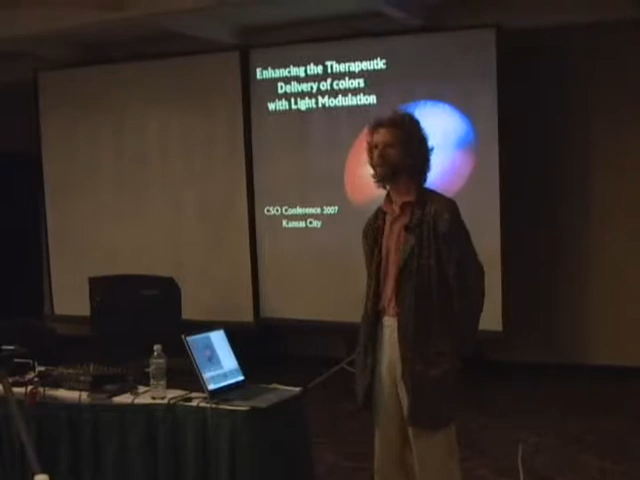 Enhancing the Therapeutic
Delivery of colors
with Light Modulation
CSO Conference 2007
Kansas City